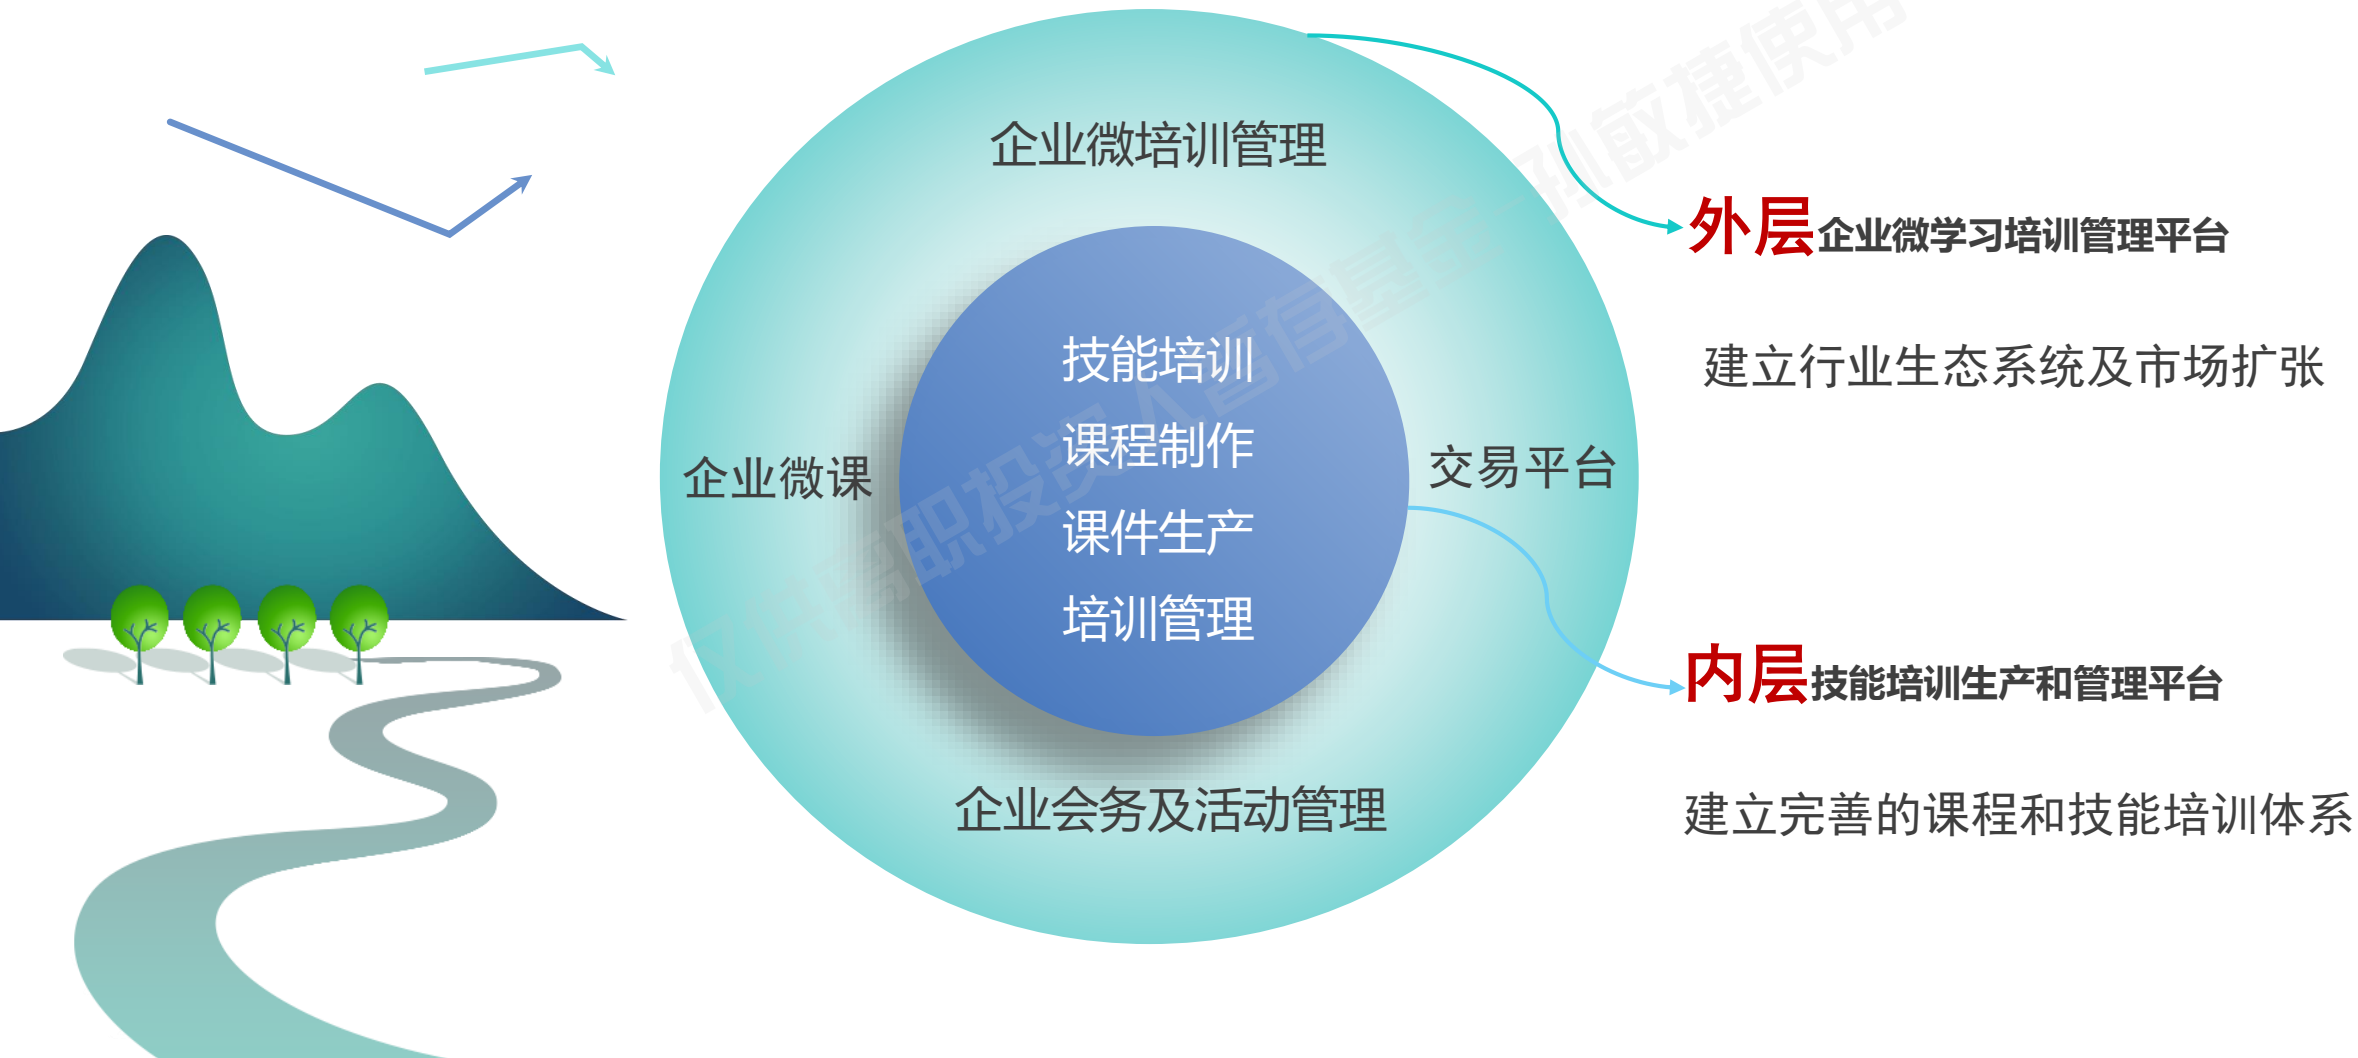 企业微培训管理
企业微课
技能培训
课程制作
课件生产
培训管理
交易平台
企业会务及活动管理
外层企业微学习培训管理平台
建立行业生态系统及市场扩张
内层技能培训生产和管理平台
建立完善的课程和技能培训体系